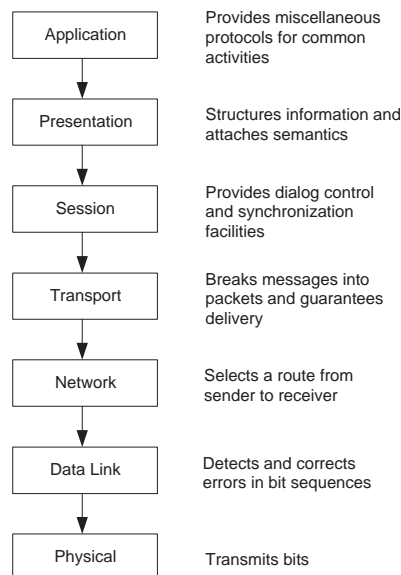 Application
Provides miscellaneous
protocols for common
activities
Presentation
Structures information and
attaches semantics
Session
Provides dialog control
and synchronization
facilities
Transport
Breaks messages into
packets and guarantees
delivery
Network
Selects a route from
sender to receiver
Data Link
Detects and corrects
errors in bit sequences
Physical
Transmits bits